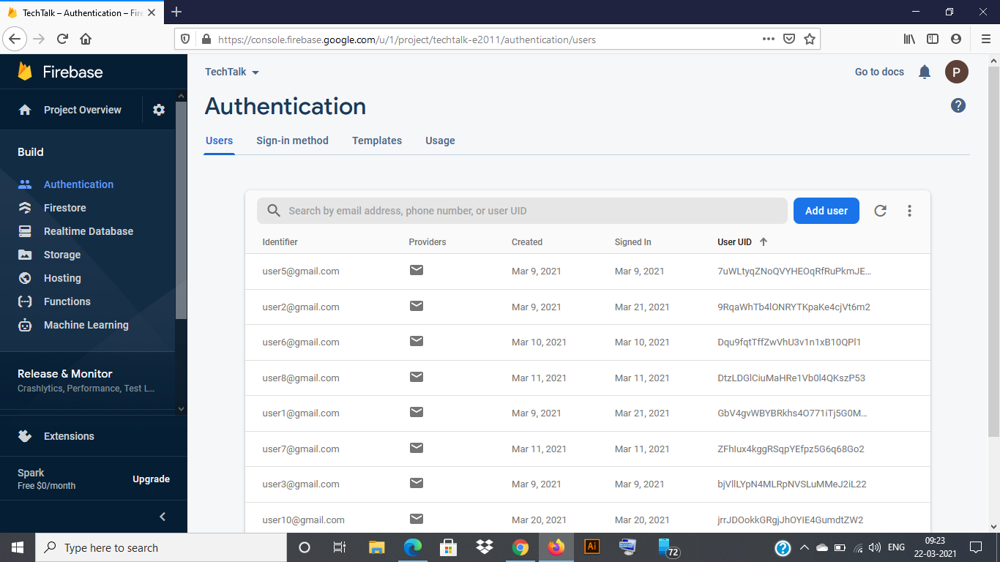 TechTalk – Authentication – Fire
https://console.firebase.google.com/u/1/project/techtalk-e2011/authentication/users
Firebase
Project Overview
Build
Authentication
Firestore
Realtime Database
Storage
Hosting
Functions
Machine Learning
Release & Monitor
Crashlytics, Performance, Test L...
Extensions
Spark
Free $0/month
Upgrade
TechTalk
Go to docs
P
Authentication
?
Users Sign-in method Templates Usage
Search by email address, phone number, or user UID
Add user
Identifier Providers Created Signed In User UID
user5@gmail.com Mar 9, 2021 Mar 9, 2021 7uWLtyqZNoQVYHEOqRfRuPkmJE...
user2@gmail.com Mar 9, 2021 Mar 21, 2021 9RqaWhTb4lONRYTKpaKe4cjVt6m2
user6@gmail.com Mar 10, 2021 Mar 10, 2021 Dqu9fqtTffZwVhU3v1n1xB10QPl1
user8@gmail.com Mar 11, 2021 Mar 11, 2021 DtzLDGlCiuMaHRe1Vb0l4QKszP53
user1@gmail.com Mar 9, 2021 Mar 21, 2021 GbV4gvWBYBRkhs4O771iTj5G0M...
user7@gmail.com Mar 11, 2021 Mar 11, 2021 ZFhIux4kggRSqpYEfpz5G6q68Go2
user3@gmail.com Mar 9, 2021 Mar 9, 2021 bjVllLYpN4MLRpNVSLuMMeJ2iL22
user10@gmail.com Mar 20, 2021 Mar 20, 2021 jrrJDOokkGRgjJhOYIE4GumdtZW2
Type here to search
Ai
72
?
ENG
09:23
22-03-2021